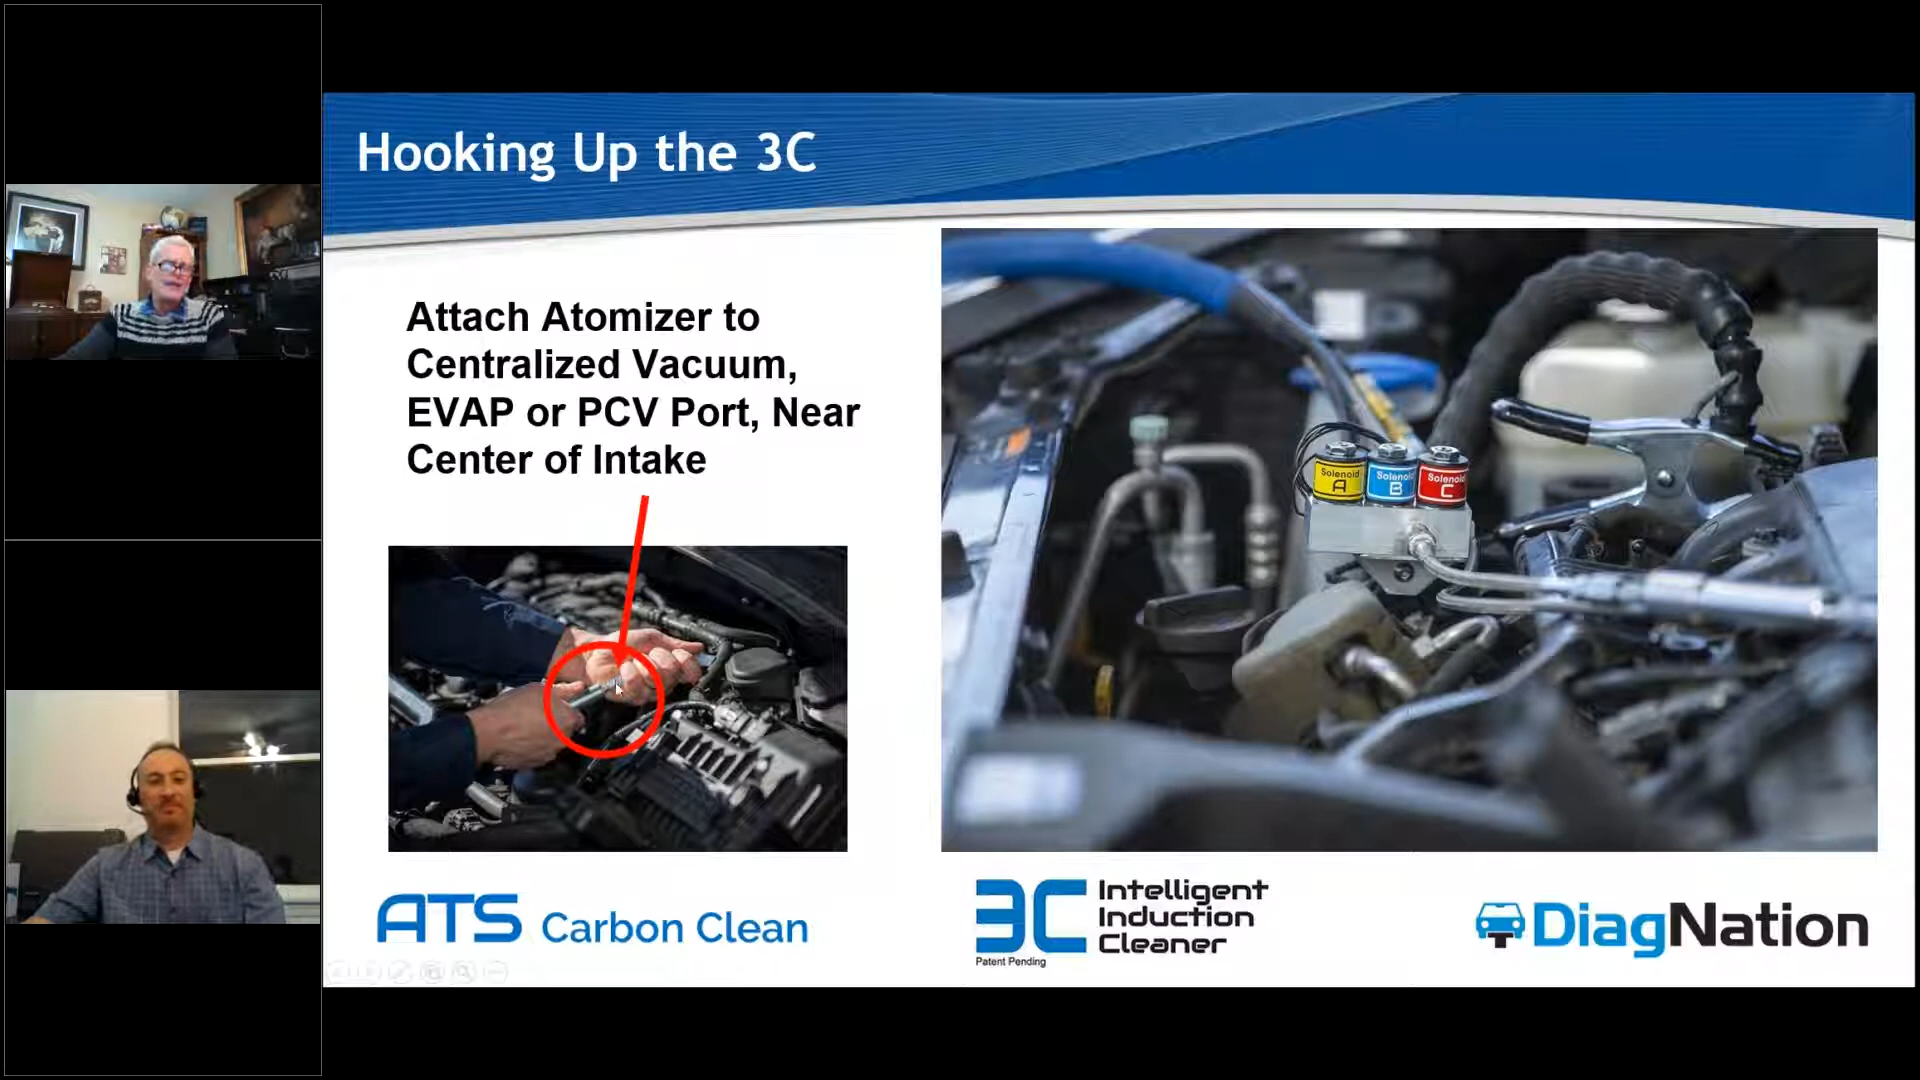 Hooking Up the 3C
Attach Atomizer to
Centralized Vacuum,
EVAP or PCV Port, Near
Center of Intake
Solenoid A
Solenoid B
Solenoid C
ATS Carbon Clean
3C Intelligent
Induction
Cleaner
Patent Pending
DiagNation